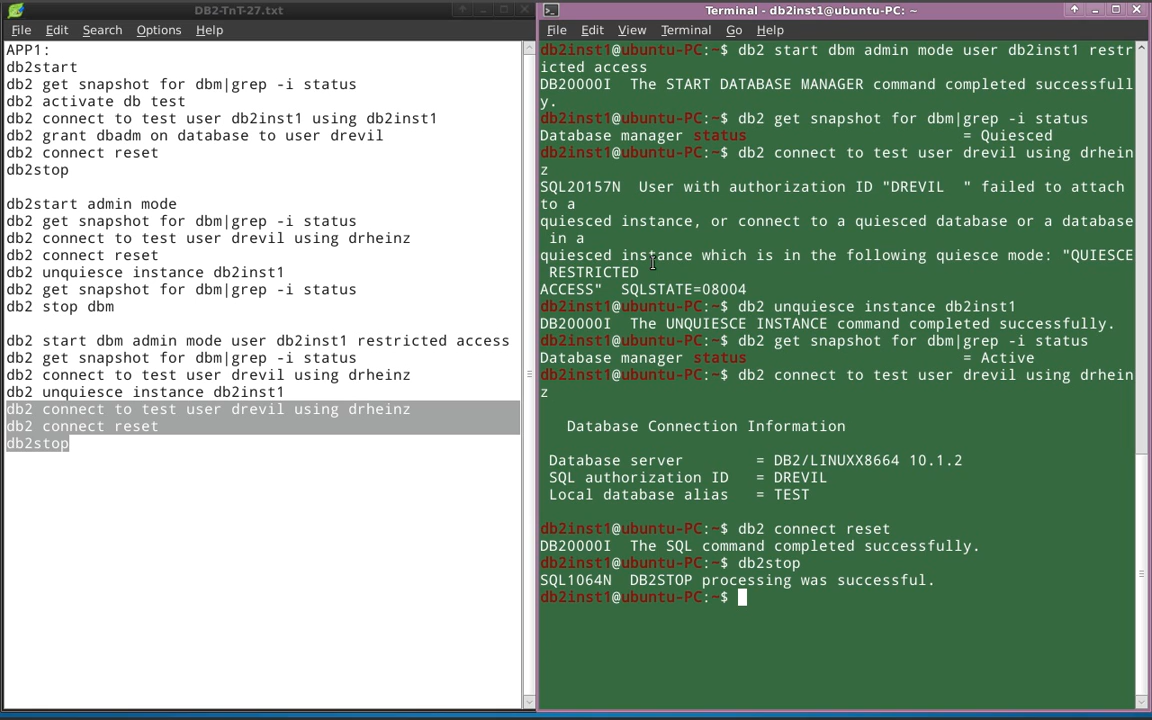 DB2-TnT-27.txt
File Edit Search Options Help
APP1:
db2start
db2 get snapshot for dbm|grep -i status
db2 activate db test
db2 connect to test user db2inst1 using db2inst1
db2 grant dbadm on database to user drevil
db2 connect reset
db2stop
db2start admin mode
db2 get snapshot for dbm|grep -i status
db2 connect to test user drevil using drheinz
db2 connect reset
db2 unquiesce instance db2inst1
db2 get snapshot for dbm|grep -i status
db2 stop dbm
db2 start dbm admin mode user db2inst1 restricted access
db2 get snapshot for dbm|grep -i status
db2 connect to test user drevil using drheinz
db2 unquiesce instance db2inst1
db2 connect to test user drevil using drheinz
db2 connect reset
db2stop
Terminal - db2inst1@ubuntu-PC: ~
File Edit View Terminal Go Help
db2inst1@ubuntu-PC:~$ db2 start dbm admin mode user db2inst1 restr
icted access
DB20000I  The START DATABASE MANAGER command completed successfull
y.
db2inst1@ubuntu-PC:~$ db2 get snapshot for dbm|grep -i status
Database manager status                          = Quiesced
db2inst1@ubuntu-PC:~$ db2 connect to test user drevil using drhein
z
SQL20157N  User with authorization ID "DREVIL  " failed to attach
to a
quiesced instance, or connect to a quiesced database or a database
in a
quiesced instance which is in the following quiesce mode: "QUIESCE
RESTRICTED
ACCESS"  SQLSTATE=08004
db2inst1@ubuntu-PC:~$ db2 unquiesce instance db2inst1
DB20000I  The UNQUIESCE INSTANCE command completed successfully.
db2inst1@ubuntu-PC:~$ db2 get snapshot for dbm|grep -i status
Database manager status                          = Active
db2inst1@ubuntu-PC:~$ db2 connect to test user drevil using drhein
z
Database Connection Information
Database server        = DB2/LINUXX8664 10.1.2
SQL authorization ID   = DREVIL
Local database alias   = TEST
db2inst1@ubuntu-PC:~$ db2 connect reset
DB20000I  The SQL command completed successfully.
db2inst1@ubuntu-PC:~$ db2stop
SQL1064N  DB2STOP processing was successful.
db2inst1@ubuntu-PC:~$